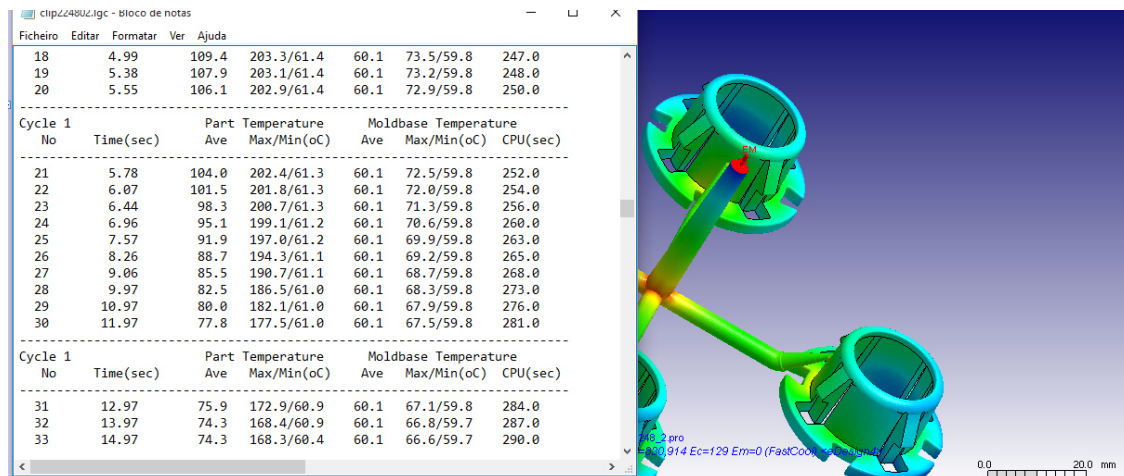 clip224802.lgc - Bloco de notas
Ficheiro Editar Formatar Ver Ajuda
18 4.99 109.4 203.3/61.4 60.1 73.5/59.8 247.0
19 5.38 107.9 203.1/61.4 60.1 73.2/59.8 248.0
20 5.55 106.1 202.9/61.4 60.1 72.9/59.8 250.0
Cycle 1 Part Temperature Moldbase Temperature
No Time(sec) Ave Max/Min(oC) Ave Max/Min(oC) CPU(sec)
21 5.78 104.0 202.4/61.3 60.1 72.5/59.8 252.0
22 6.07 101.5 201.8/61.3 60.1 72.0/59.8 254.0
23 6.44 98.3 200.7/61.3 60.1 71.3/59.8 256.0
24 6.96 95.1 199.1/61.2 60.1 70.6/59.8 260.0
25 7.57 91.9 197.0/61.2 60.1 69.9/59.8 263.0
26 8.26 88.7 194.3/61.1 60.1 69.2/59.8 265.0
27 9.06 85.5 190.7/61.1 60.1 68.7/59.8 268.0
28 9.97 82.5 186.5/61.0 60.1 68.3/59.8 273.0
29 10.97 80.0 182.1/61.0 60.1 67.9/59.8 276.0
30 11.97 77.8 177.5/61.0 60.1 67.5/59.8 281.0
Cycle 1 Part Temperature Moldbase Temperature
No Time(sec) Ave Max/Min(oC) Ave Max/Min(oC) CPU(sec)
31 12.97 75.9 172.9/60.9 60.1 67.1/59.8 284.0
32 13.97 74.3 168.4/60.9 60.1 66.8/59.8 287.0
33 14.97 74.3 168.3/60.4 60.1 66.6/59.7 290.0
EM
48_2.pro
Ec=129 Em=0 (FastCool)
0.0 20.0 mm